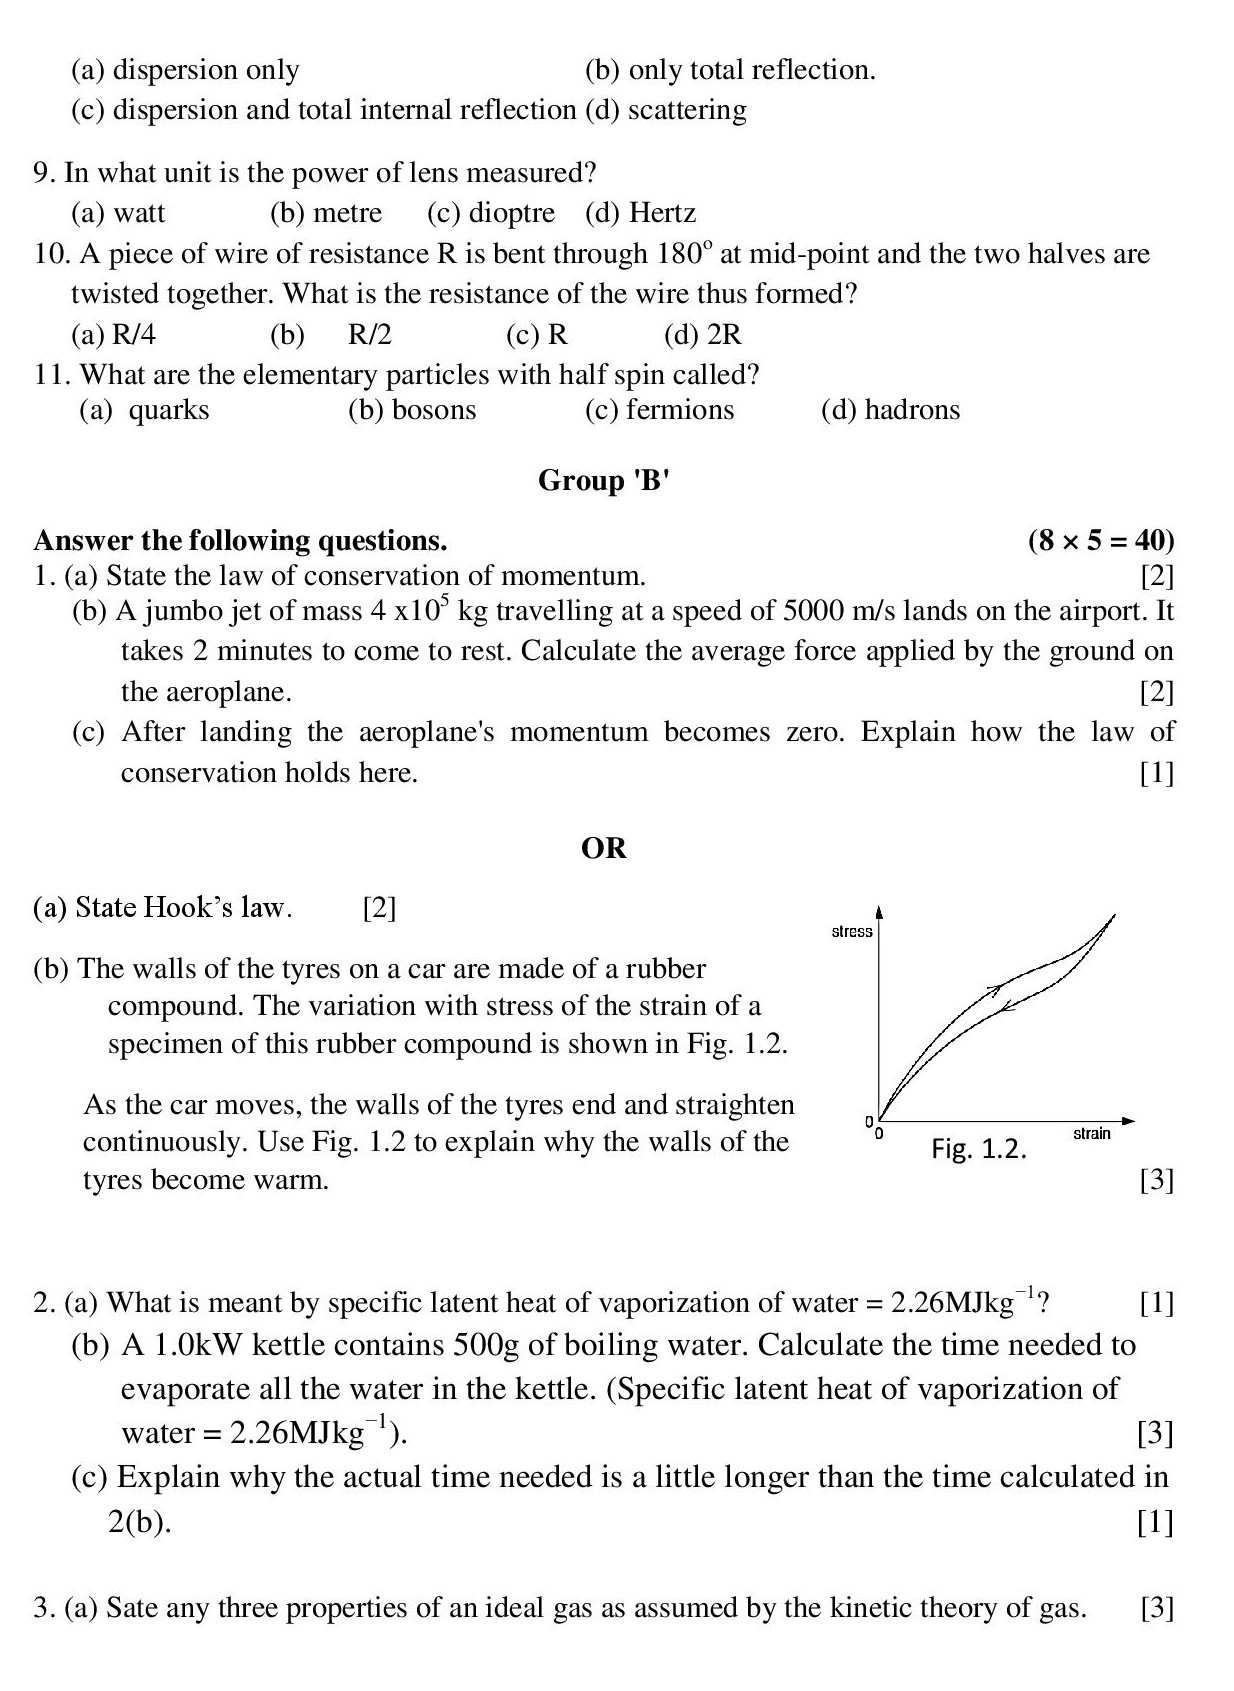 (a) dispersion only (b) only total reflection.
(c) dispersion and total internal reflection (d) scattering
9. In what unit is the power of lens measured?
(a) watt (b) metre (c) dioptre (d) Hertz
10. A piece of wire of resistance R is bent through 180° at mid-point and the two halves are
twisted together. What is the resistance of the wire thus formed?
(a) R/4 (b) R/2 (c) R (d) 2R
11. What are the elementary particles with half spin called?
(a) quarks (b) bosons (c) fermions (d) hadrons
Group 'B'
Answer the following questions. (8 × 5 = 40)
1. (a) State the law of conservation of momentum. [2]
(b) A jumbo jet of mass 4 x10⁵ kg travelling at a speed of 5000 m/s lands on the airport. It
takes 2 minutes to come to rest. Calculate the average force applied by the ground on
the aeroplane. [2]
(c) After landing the aeroplane's momentum becomes zero. Explain how the law of
conservation holds here. [1]
OR
(a) State Hook’s law. [2]
(b) The walls of the tyres on a car are made of a rubber
compound. The variation with stress of the strain of a
specimen of this rubber compound is shown in Fig. 1.2.
As the car moves, the walls of the tyres end and straighten
continuously. Use Fig. 1.2 to explain why the walls of the
tyres become warm. [3]
stress
0
0
strain
Fig. 1.2.
2. (a) What is meant by specific latent heat of vaporization of water = 2.26MJkg⁻¹? [1]
(b) A 1.0kW kettle contains 500g of boiling water. Calculate the time needed to
evaporate all the water in the kettle. (Specific latent heat of vaporization of
water = 2.26MJkg⁻¹). [3]
(c) Explain why the actual time needed is a little longer than the time calculated in
2(b). [1]
3. (a) Sate any three properties of an ideal gas as assumed by the kinetic theory of gas. [3]